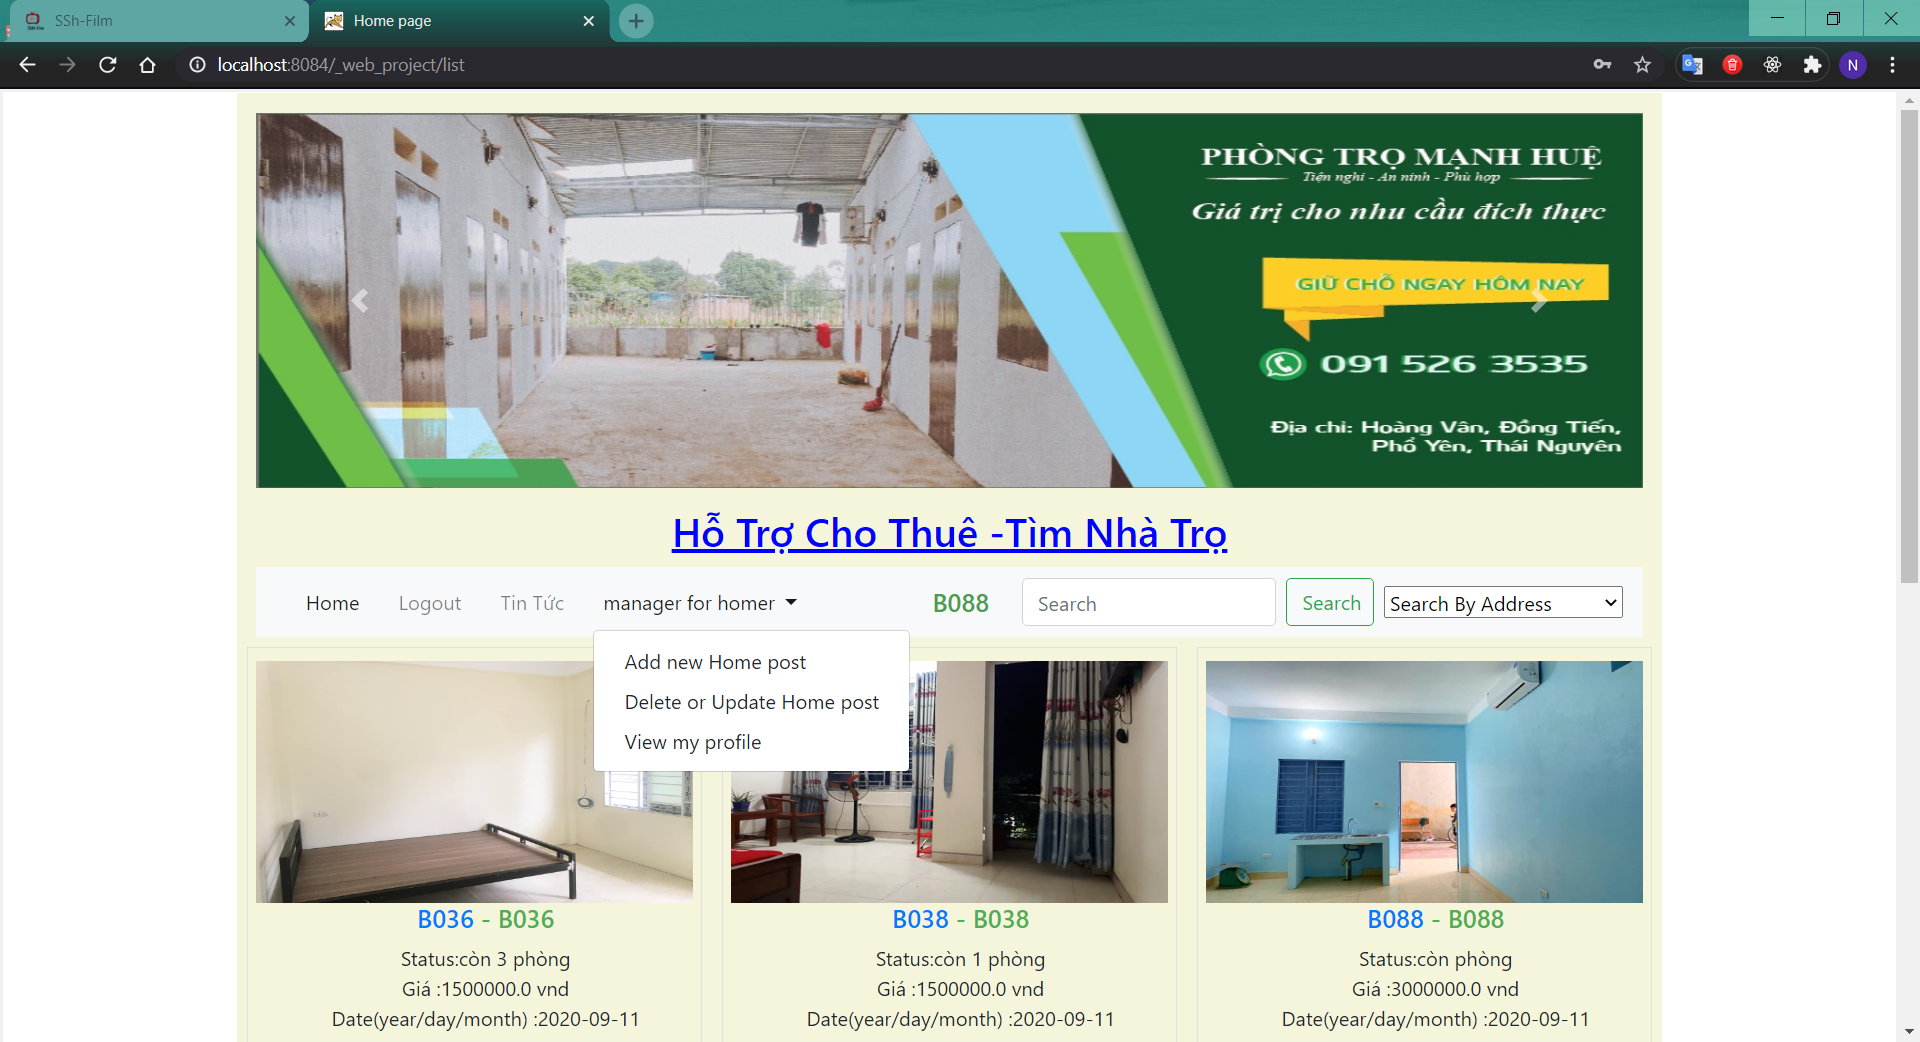 SSh-Film
Home page
localhost:8084/_web_project/list
N
PHÒNG TRỌ MẠNH HUỆ
Tiện nghi - An ninh - Phù hợp
Giá trị cho nhu cầu đích thực
GIỮ CHỖ NGAY HÔM NAY
091 526 3535
Địa chỉ: Hoàng Vân, Đồng Tiến,
Phổ Yên, Thái Nguyên
Hỗ Trợ Cho Thuê -Tìm Nhà Trọ
Home Logout Tin Tức manager for homer B088 Search Search Search By Address
Add new Home post
Delete or Update Home post
View my profile
B036 - B036
Status:còn 3 phòng
Giá :1500000.0 vnd
Date(year/day/month) :2020-09-11
B038 - B038
Status:còn 1 phòng
Giá :1500000.0 vnd
Date(year/day/month) :2020-09-11
B088 - B088
Status:còn phòng
Giá :3000000.0 vnd
Date(year/day/month) :2020-09-11